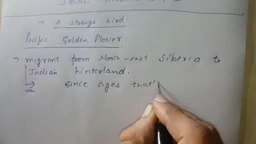 → A strange bird.
Pacific Golden Plover
→ migrant from North-east Siberia to
Indian hinterland.
→ since ages